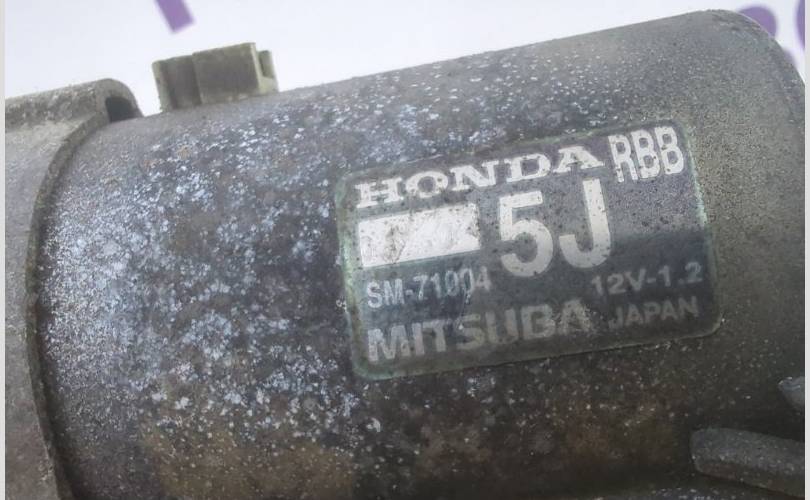 HONDA RBB
5J
SM-71004 12V-1.2
MITSUBA JAPAN